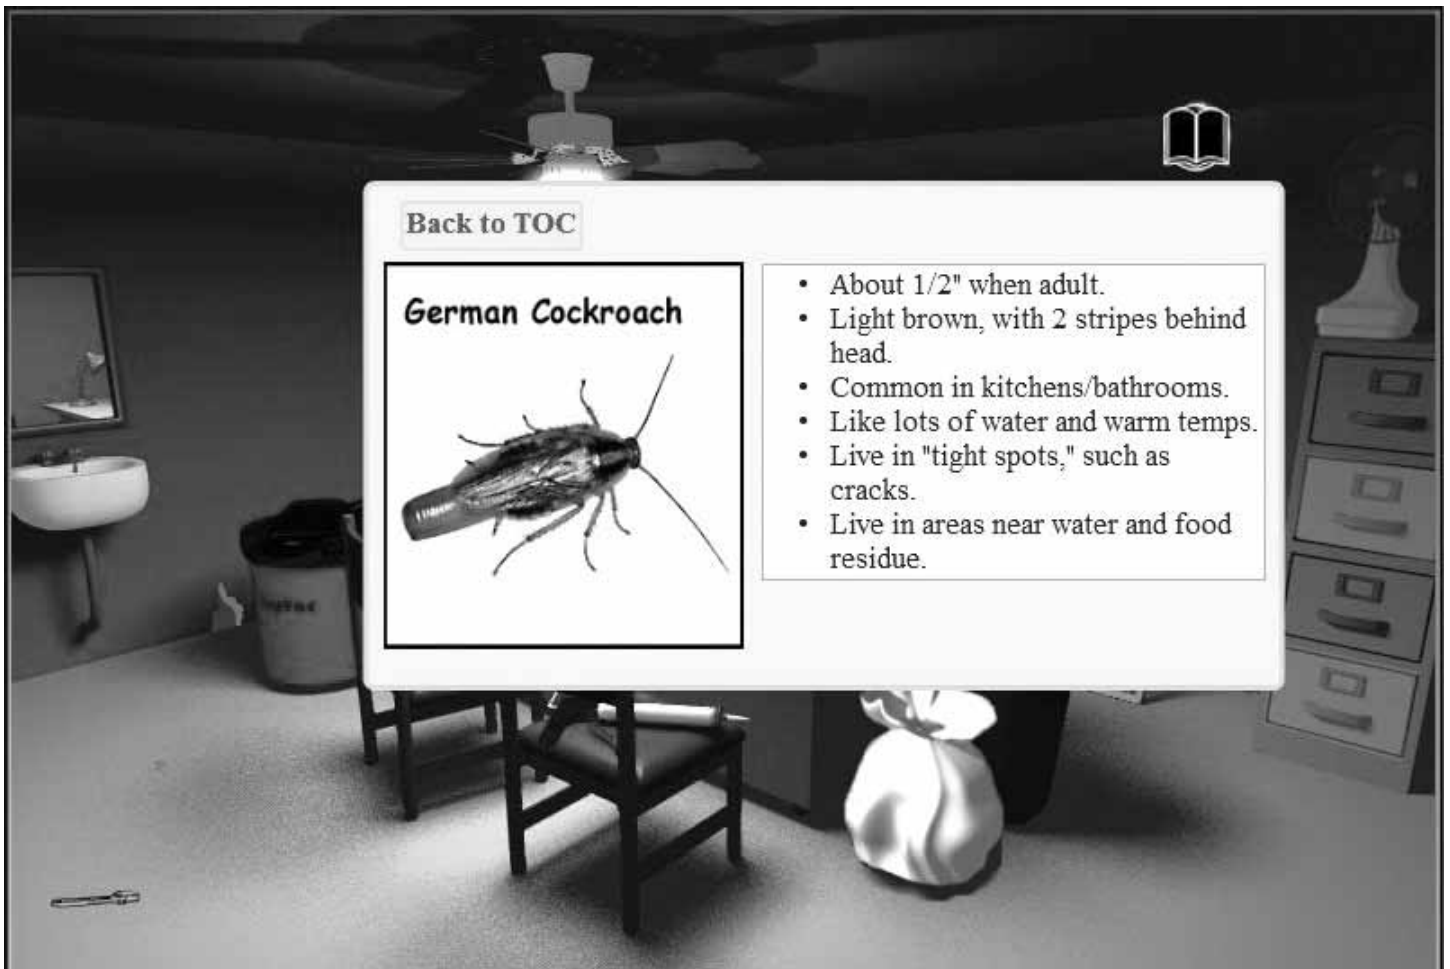 Back to TOC
German Cockroach
• About 1/2" when adult.
• Light brown, with 2 stripes behind
head.
• Common in kitchens/bathrooms.
• Like lots of water and warm temps.
• Live in "tight spots," such as
cracks.
• Live in areas near water and food
residue.